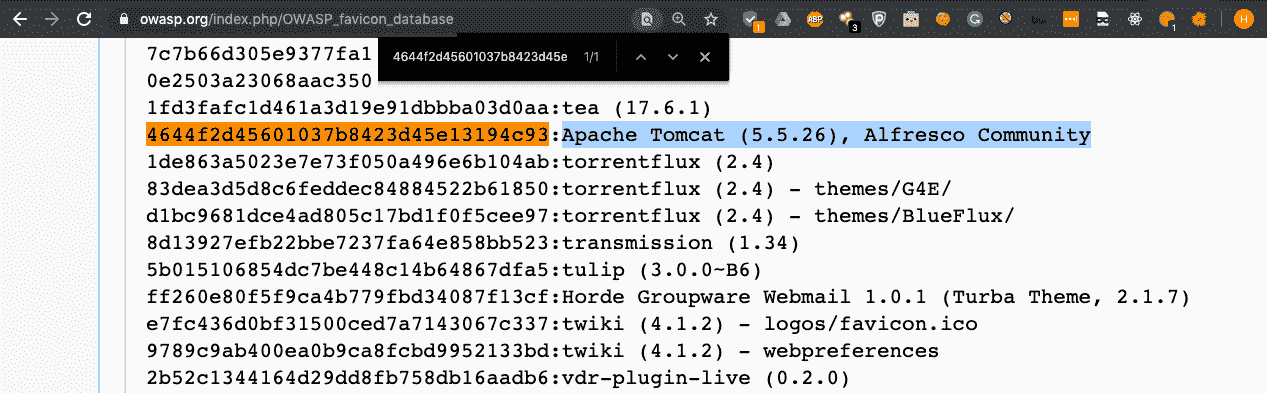 owasp.org/index.php/OWASP_favicon_database
ABP
1
3
1
H
4644f2d45601037b8423d45e 1/1
7c7b66d305e9377fa1
0e2503a23068aac350
1fd3fafc1d461a3d19e91dbbba03d0aa:tea (17.6.1)
4644f2d45601037b8423d45e13194c93:Apache Tomcat (5.5.26), Alfresco Community
1de863a5023e7e73f050a496e6b104ab:torrentflux (2.4)
83dea3d5d8c6feddec84884522b61850:torrentflux (2.4) - themes/G4E/
d1bc9681dce4ad805c17bd1f0f5cee97:torrentflux (2.4) - themes/BlueFlux/
8d13927efb22bbe7237fa64e858bb523:transmission (1.34)
5b015106854dc7be448c14b64867dfa5:tulip (3.0.0~B6)
ff260e80f5f9ca4b779fbd34087f13cf:Horde Groupware Webmail 1.0.1 (Turba Theme, 2.1.7)
e7fc436d0bf31500ced7a7143067c337:twiki (4.1.2) - logos/favicon.ico
9789c9ab400ea0b9ca8fcbd9952133bd:twiki (4.1.2) - webpreferences
2b52c1344164d29dd8fb758db16aadb6:vdr-plugin-live (0.2.0)